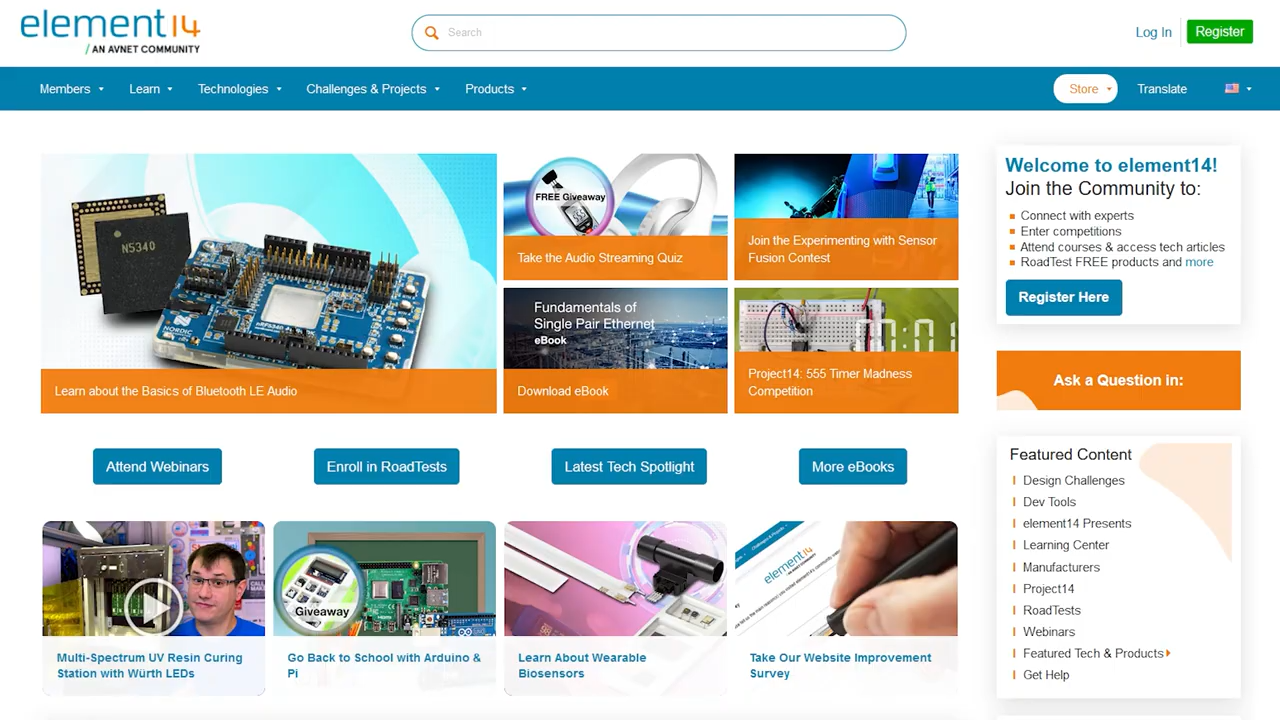 element14
AN AVNET COMMUNITY
Search
Log In
Register
Members
Learn
Technologies
Challenges & Projects
Products
Store
Translate
N5340
NORDIC
Learn about the Basics of Bluetooth LE Audio
FREE Giveaway
Take the Audio Streaming Quiz
Join the Experimenting with Sensor
Fusion Contest
Fundamentals of
Single Pair Ethernet
eBook
Download eBook
Project14: 555 Timer Madness
Competition
Welcome to element14!
Join the Community to:
Connect with experts
Enter competitions
Attend courses & access tech articles
RoadTest FREE products and more
Register Here
Ask a Question in:
Attend Webinars
Enroll in RoadTests
Latest Tech Spotlight
More eBooks
Featured Content
Design Challenges
Dev Tools
element14 Presents
Learning Center
Manufacturers
Project14
RoadTests
Webinars
Featured Tech & Products
Get Help
Giveaway
element14
Multi-Spectrum UV Resin Curing
Station with Würth LEDs
Go Back to School with Arduino &
Pi
Learn About Wearable
Biosensors
Take Our Website Improvement
Survey